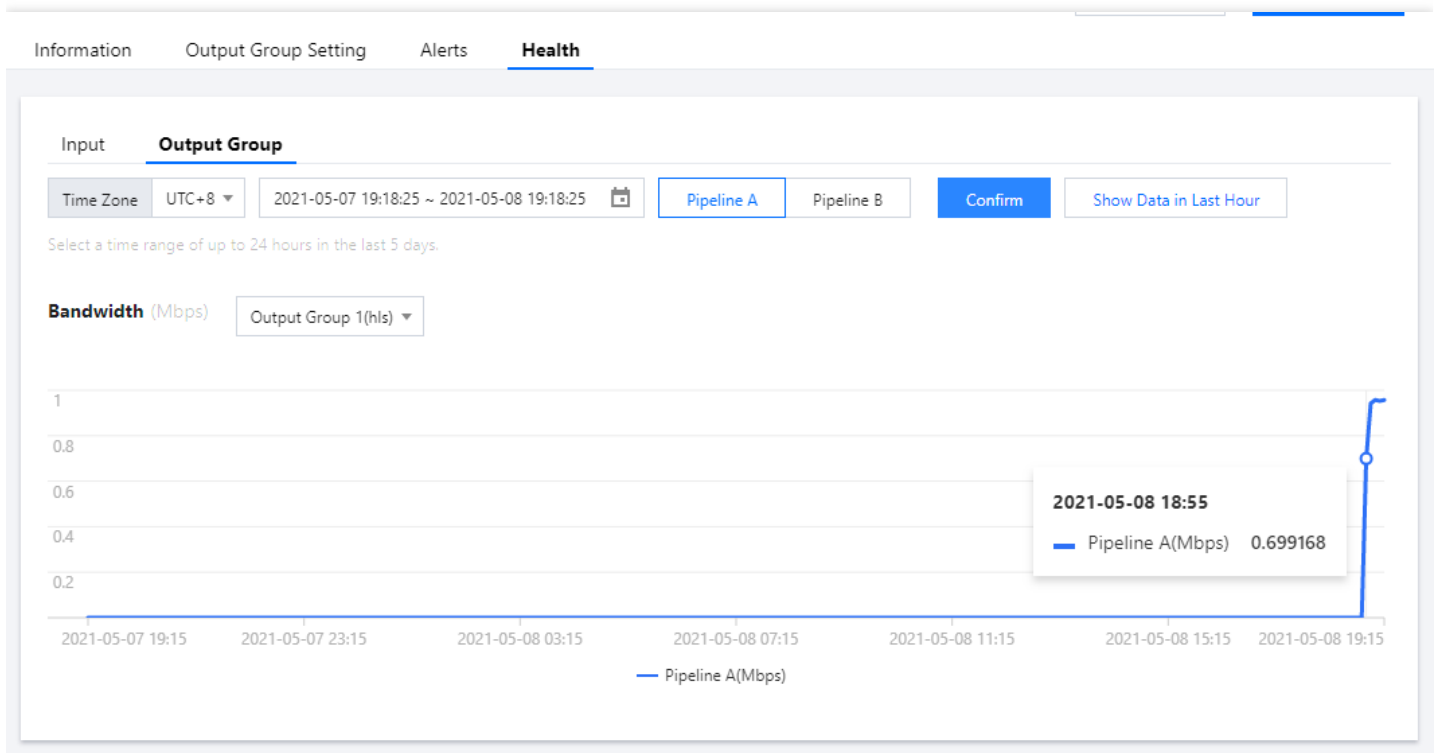 Information Output Group Setting Alerts Health
Input Output Group
Time Zone UTC+8 2021-05-07 19:18:25 ~ 2021-05-08 19:18:25 Pipeline A Pipeline B Confirm Show Data in Last Hour
Select a time range of up to 24 hours in the last 5 days.
Bandwidth (Mbps) Output Group 1(hls)
1
0.8
0.6
2021-05-08 18:55
0.4
Pipeline A(Mbps) 0.699168
0.2
2021-05-07 19:15 2021-05-07 23:15 2021-05-08 03:15 2021-05-08 07:15 2021-05-08 11:15 2021-05-08 15:15 2021-05-08 19:15
Pipeline A(Mbps)